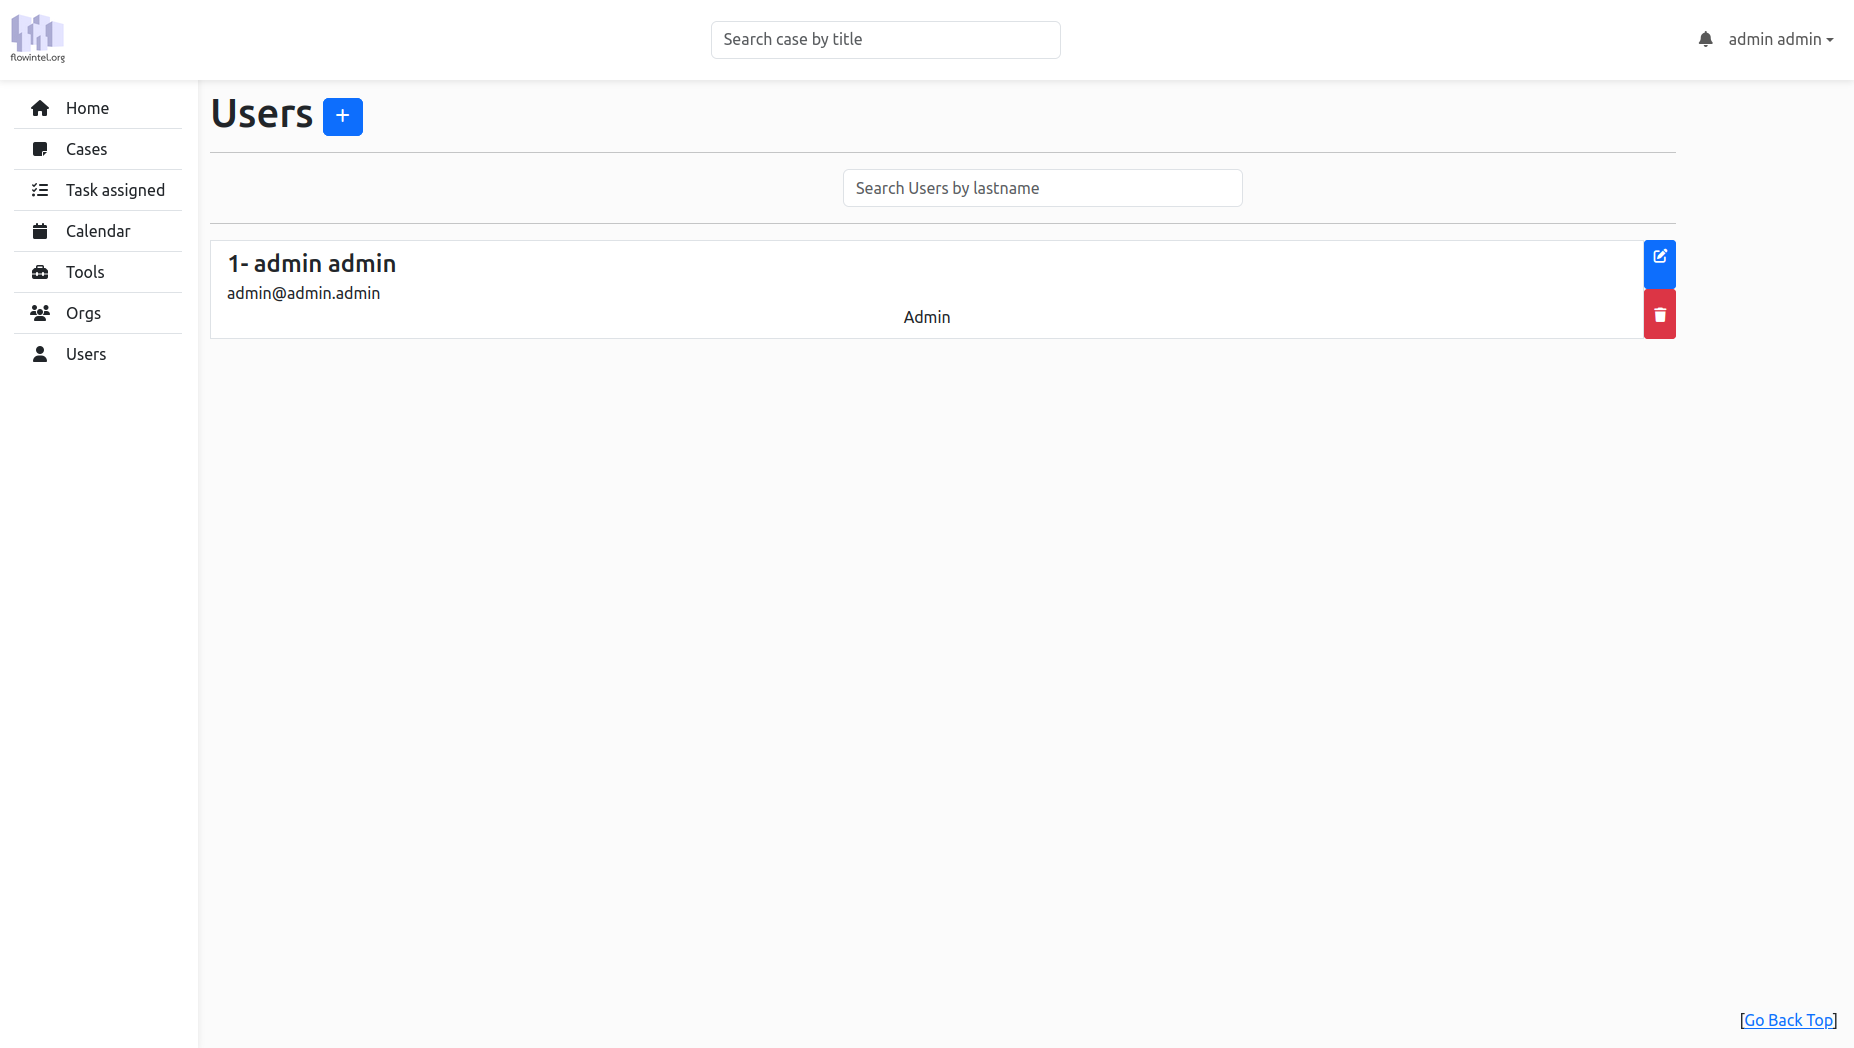 flowintel.org
Search case by title
admin admin
Home
Cases
Task assigned
Calendar
Tools
Orgs
Users
Users +
Search Users by lastname
1- admin admin
admin@admin.admin
Admin
[Go Back Top]